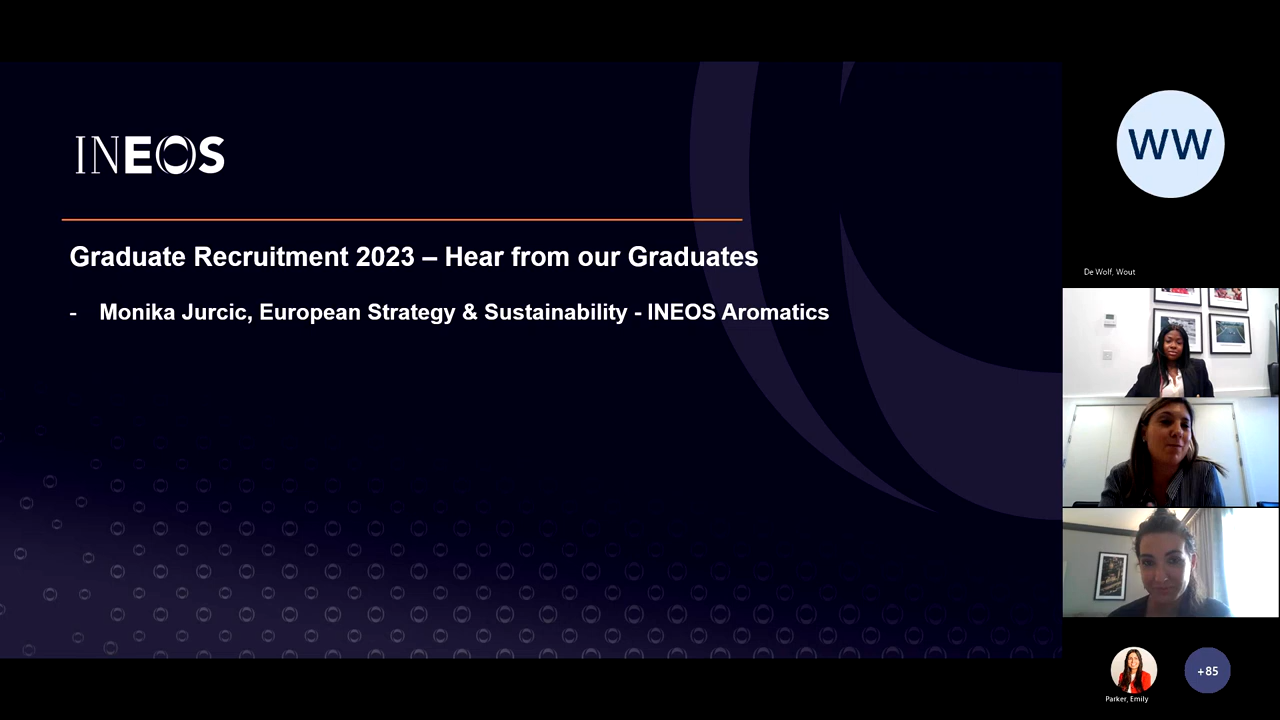 INEOS
Graduate Recruitment 2023 – Hear from our Graduates
- Monika Jurcic, European Strategy & Sustainability - INEOS Aromatics
WW
De Wolf, Wout
Parker, Emily
+85